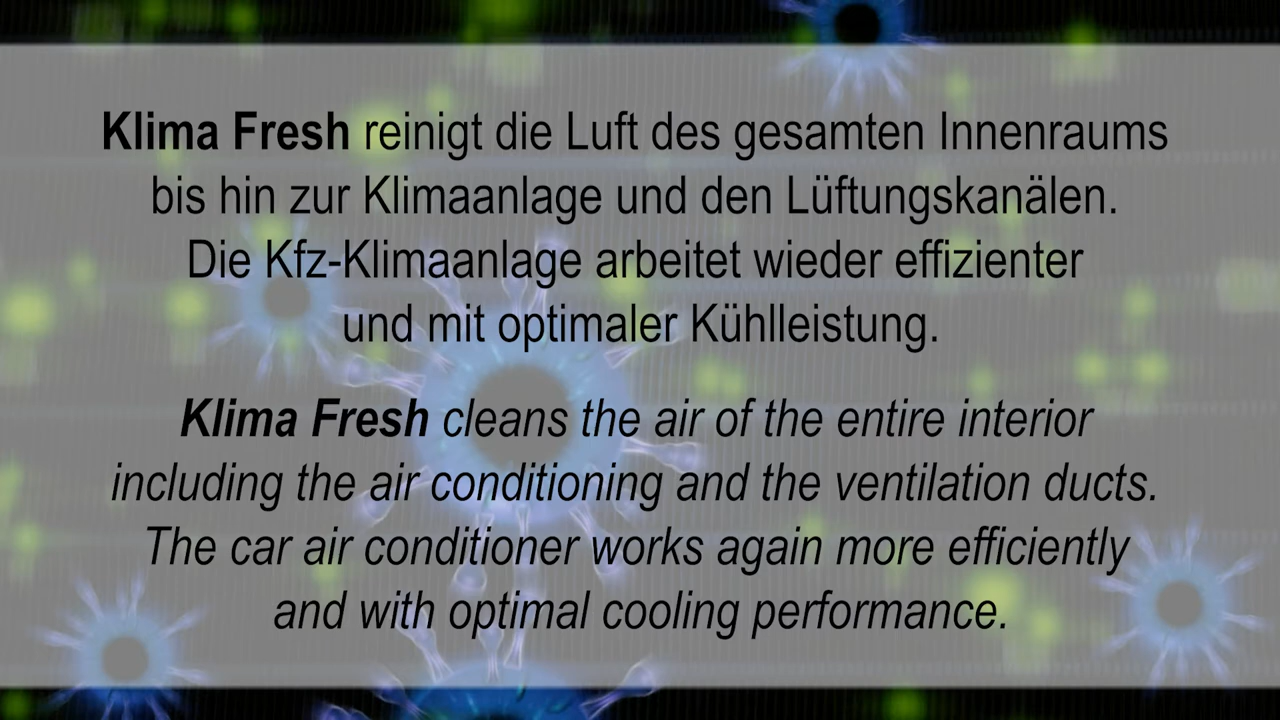 Klima Fresh reinigt die Luft des gesamten Innenraums
bis hin zur Klimaanlage und den Lüftungskanälen.
Die Kfz-Klimaanlage arbeitet wieder effizienter
und mit optimaler Kühlleistung.
Klima Fresh cleans the air of the entire interior
including the air conditioning and the ventilation ducts.
The car air conditioner works again more efficiently
and with optimal cooling performance.